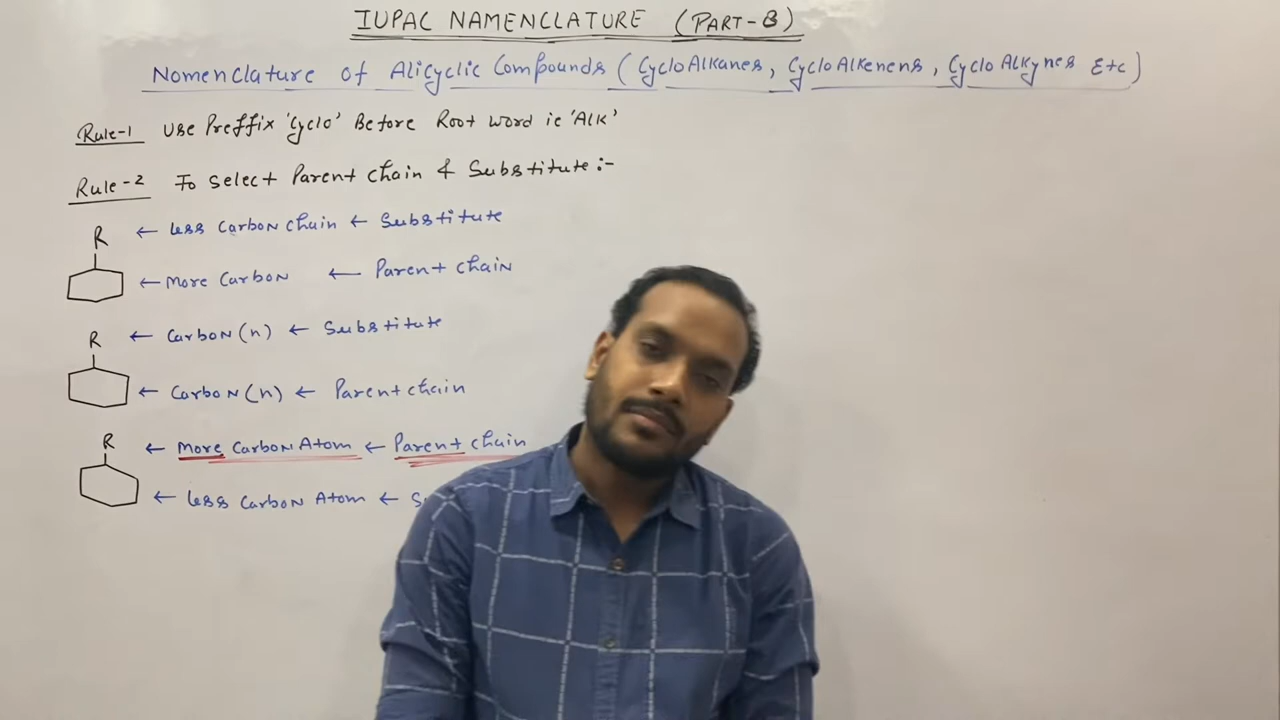 IUPAC NAMENCLATURE (PART-B)
Nomenclature of Alicyclic Compounds (CycloAlkanes, CycloAlkenens, CycloAlkynes Etc)
Rule-1 Use Preffix 'Cyclo' Before Root word ie 'Alk'
Rule-2 To Select Parent Chain & Substitute:-
R ← less Carbon Chain ← Substitute
← More Carbon ← Parent chain
R ← Carbon(n) ← Substitute
← Carbon(n) ← Parent chain
R ← More Carbon Atom ← Parent chain
← less Carbon Atom ←